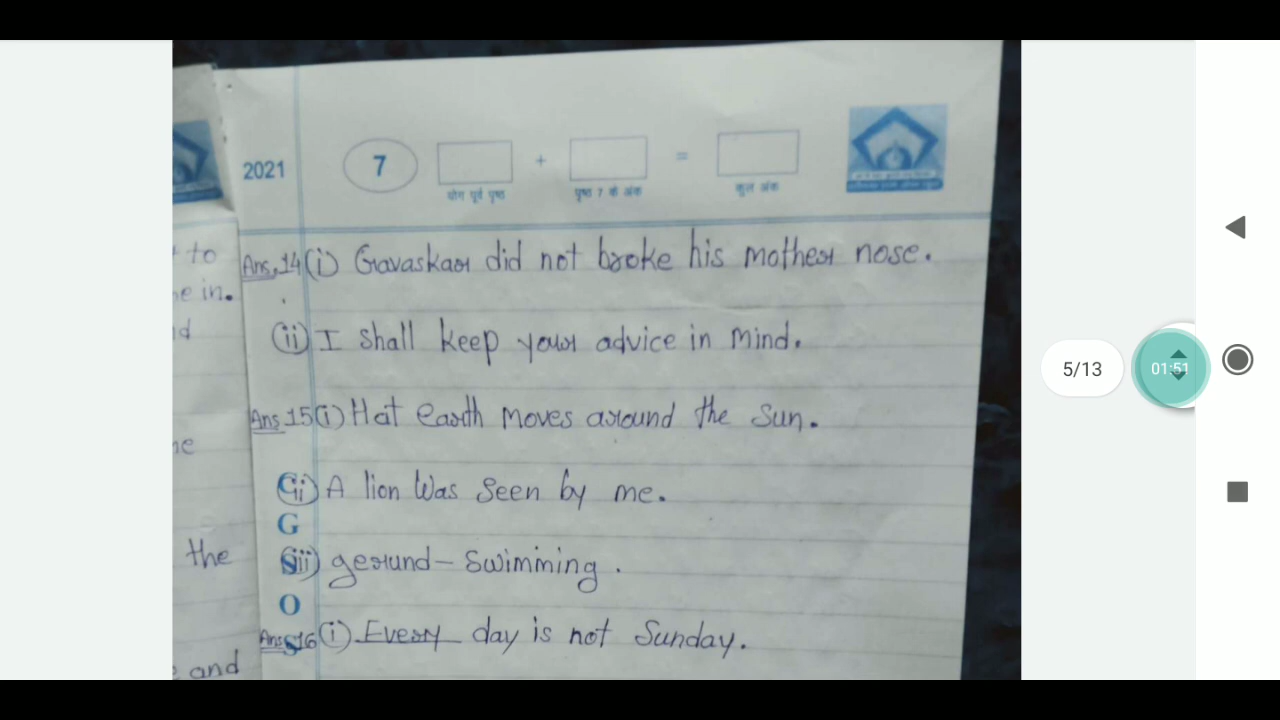 2021 7 + =
योग पूर्व पृष्ठ पृष्ठ 7 के अंक कुल अंक
to
e in.
Ans.14 (i) Gavaskar did not broke his mother nose.
(ii) I shall keep your advice in mind.
Ans 15 (i) Hat earth moves around the Sun.
(ii) A lion was seen by me.
G
the
(iii) gerund - Swimming.
O
Ans 16 (i) Every day is not Sunday.
S
and
5/13
01:51